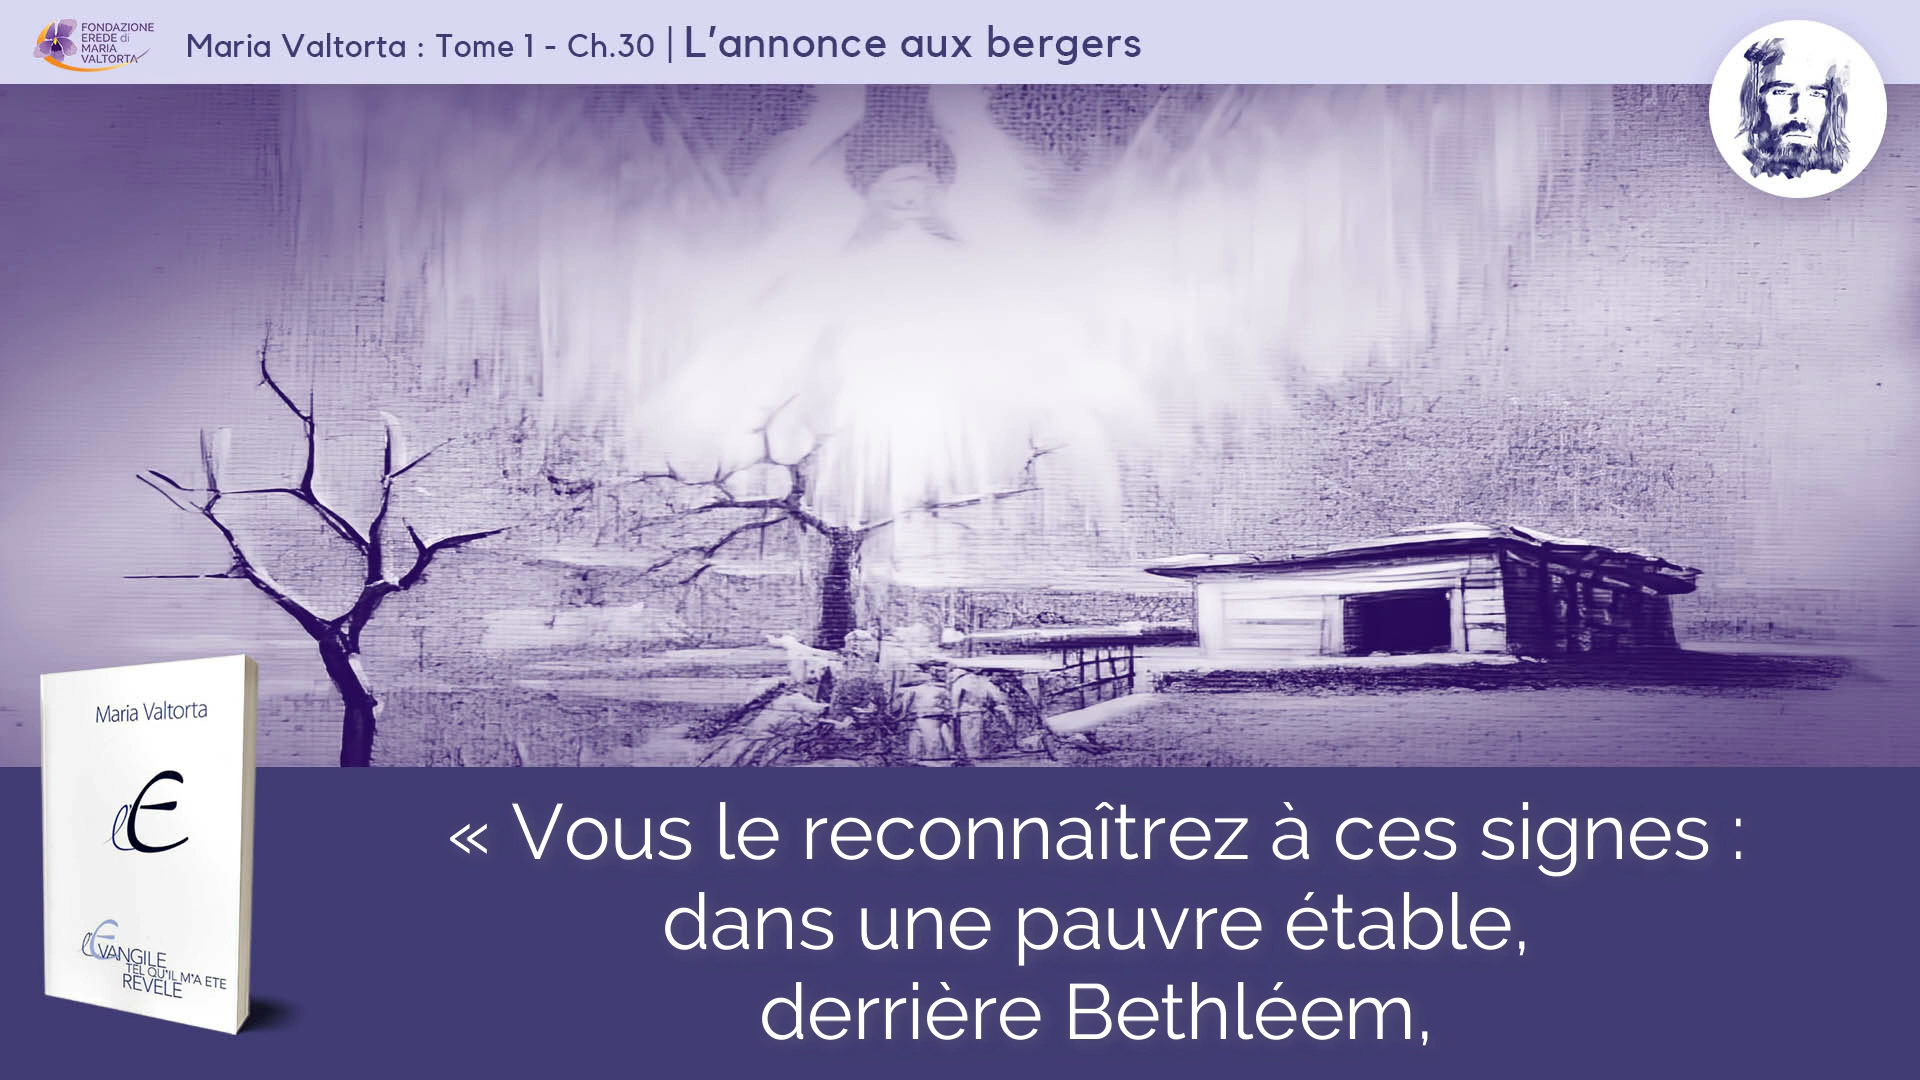 FONDAZIONE
EREDE di
MARIA
VALTORTA
Maria Valtorta : Tome 1 - Ch.30 | L'annonce aux bergers
Maria Valtorta
l'E
l'EVANGILE
TEL QU'IL M'A ETE
REVELE
« Vous le reconnaîtrez à ces signes :
dans une pauvre étable,
derrière Bethléem,